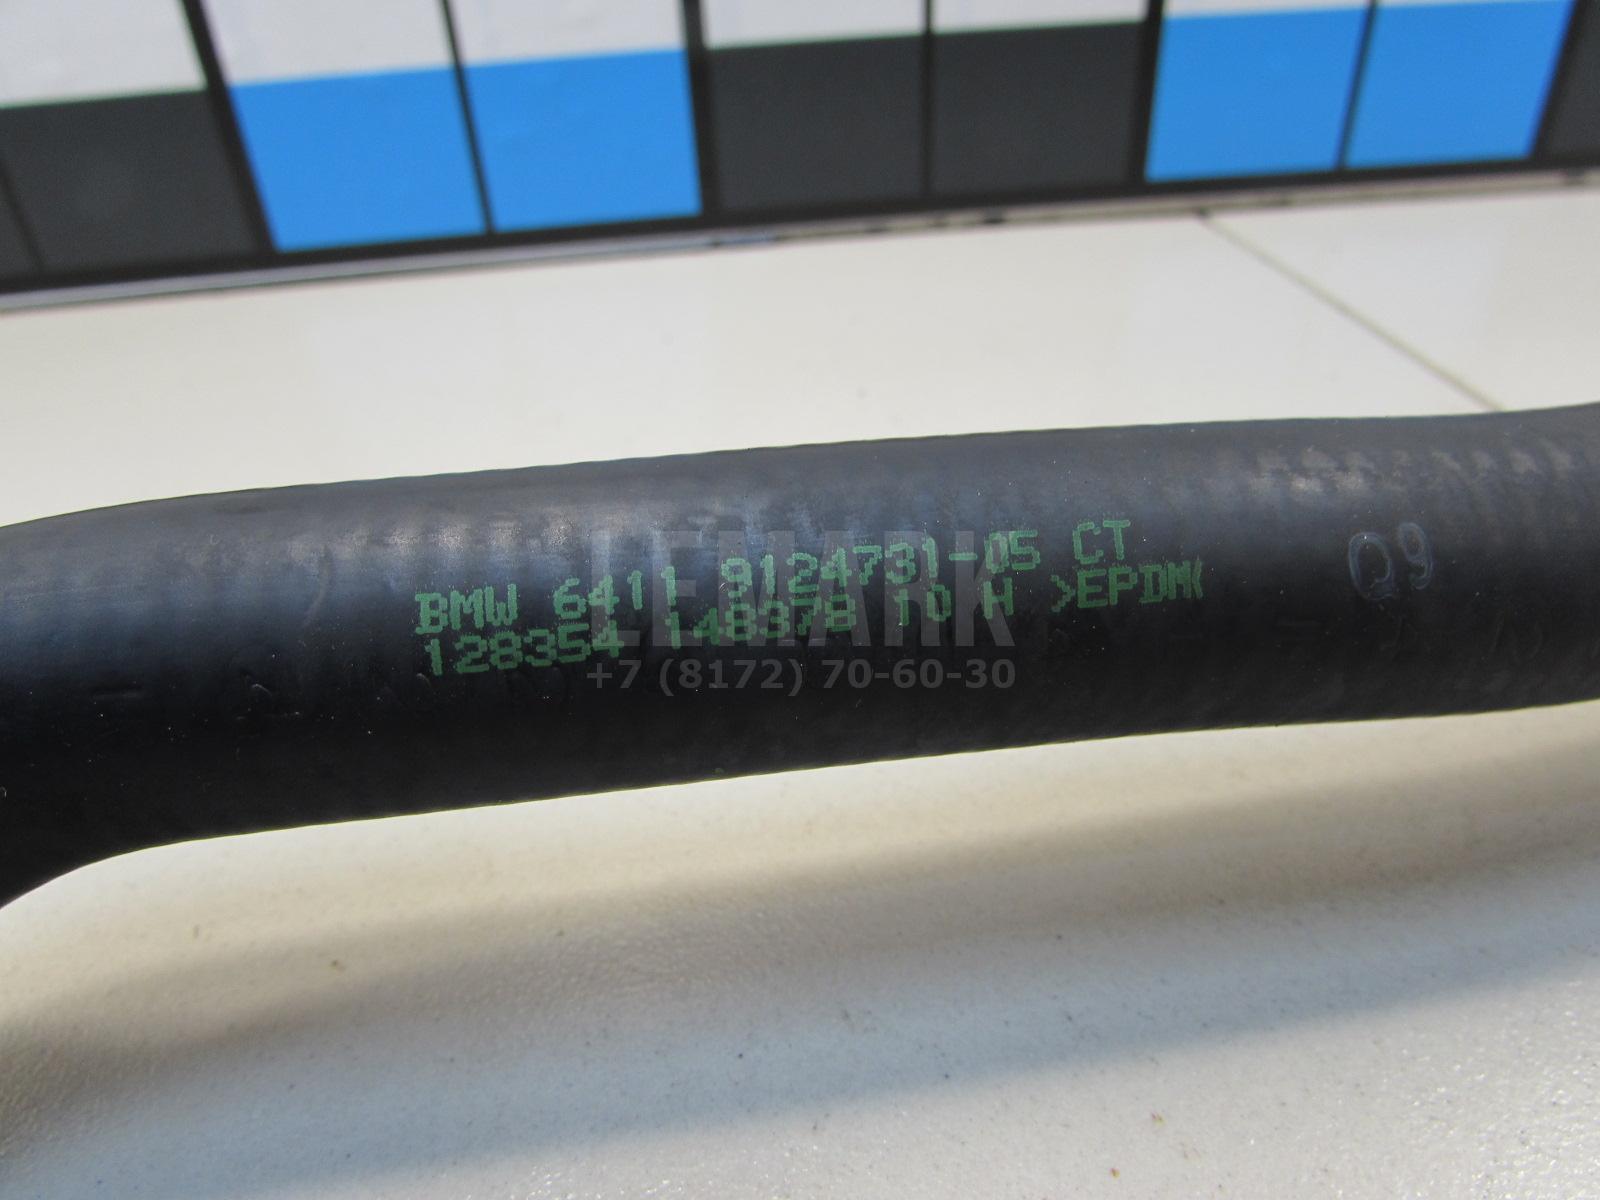 BMW 6411 9124731-05 CT
128354 148378 10 H >EPDM<
Q9
LEMARK
+7 (8172) 70-60-30